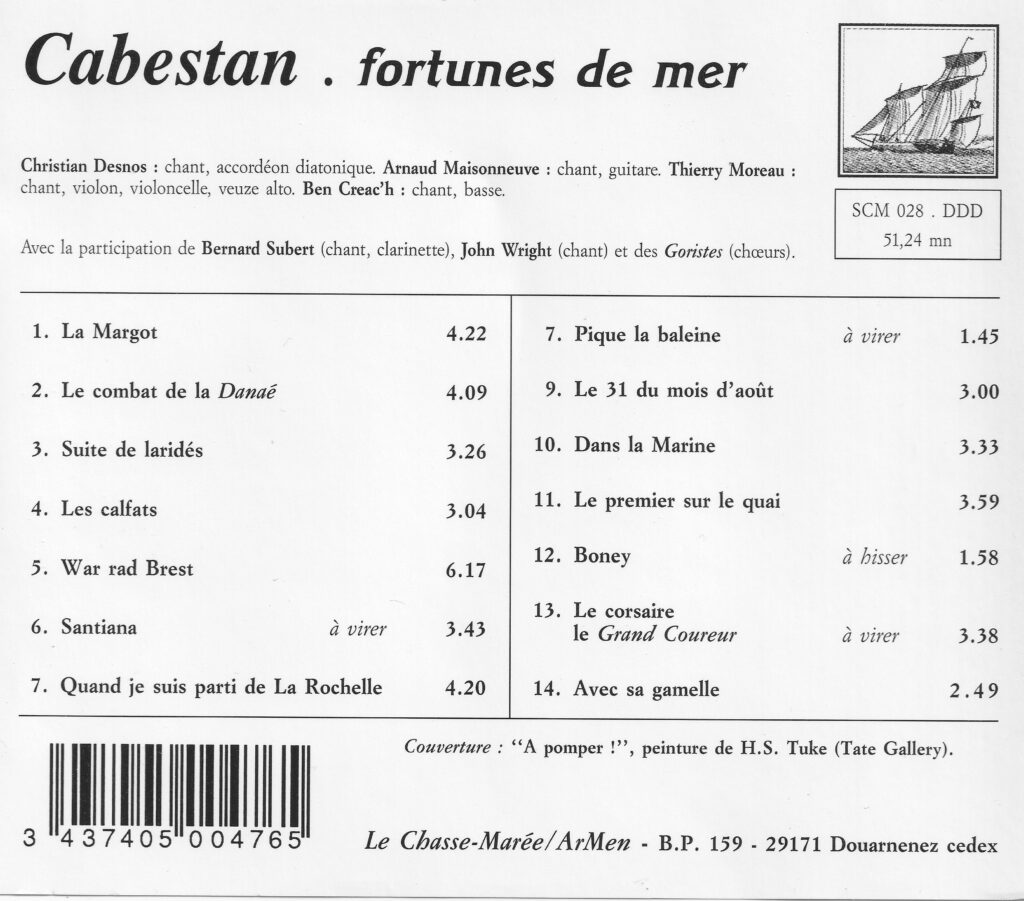 Cabestan . fortunes de mer
Christian Desnos : chant, accordéon diatonique. Arnaud Maisonneuve : chant, guitare. Thierry Moreau :
chant, violon, violoncelle, veuze alto. Ben Creac'h : chant, basse.
SCM 028 . DDD
51,24 mn
Avec la participation de Bernard Subert (chant, clarinette), John Wright (chant) et des Goristes (chœurs).
1. La Margot 4.22
2. Le combat de la Danaé 4.09
3. Suite de laridés 3.26
4. Les calfats 3.04
5. War rad Brest 6.17
6. Santiana à virer 3.43
7. Quand je suis parti de La Rochelle 4.20
7. Pique la baleine à virer 1.45
9. Le 31 du mois d'août 3.00
10. Dans la Marine 3.33
11. Le premier sur le quai 3.59
12. Boney à hisser 1.58
13. Le corsaire
le Grand Coureur à virer 3.38
14. Avec sa gamelle 2.49
Couverture : "A pomper !", peinture de H.S. Tuke (Tate Gallery).
3 437405 004765
Le Chasse-Marée/ArMen - B.P. 159 - 29171 Douarnenez cedex